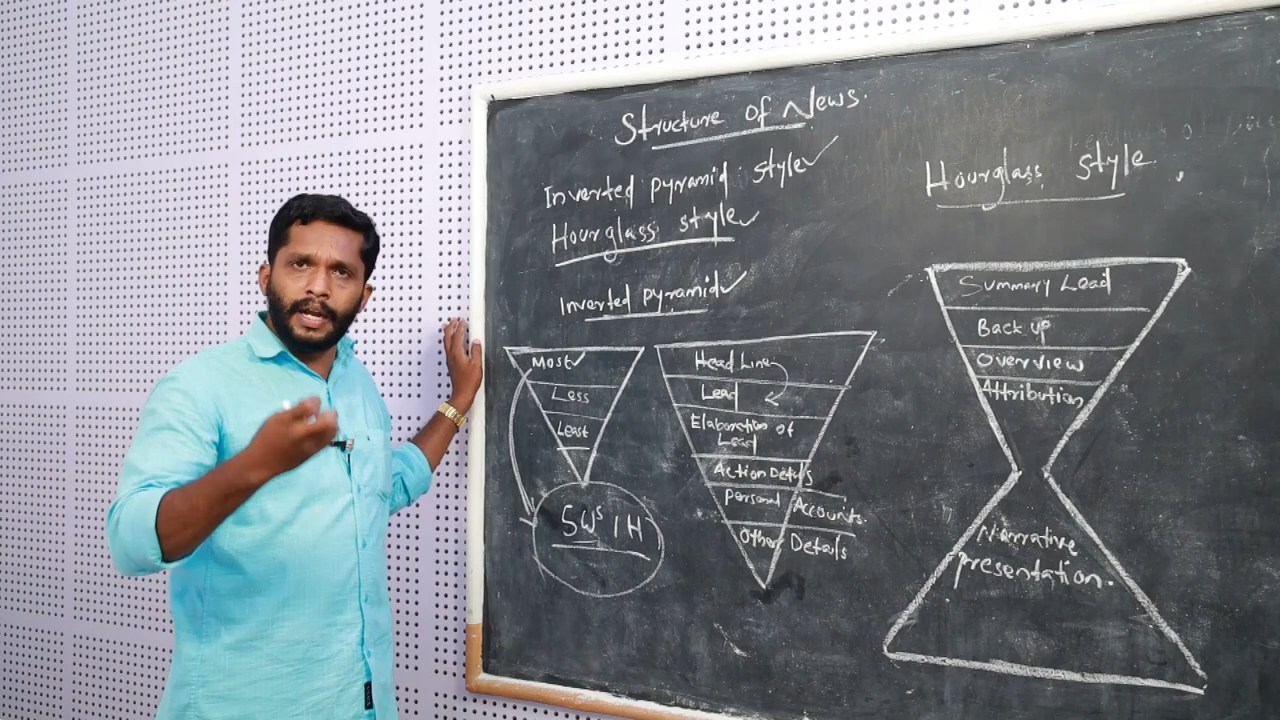 Structure of News.
Inverted pyramid style
Hourglass style
Inverted pyramid
Most
Less
Least
5Ws 1H
Head Line
Lead
Elaboration of
Lead
Action Details
Personal Accounts.
Other Details
Hourglass style.
Summary Lead
Back up
Overview
Attribution
Narrative
presentation.